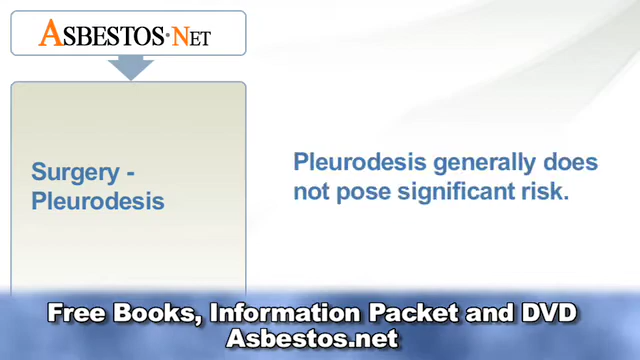 ASBESTOS·NET
Surgery -
Pleurodesis
Pleurodesis generally does
not pose significant risk.
Free Books, Information Packet and DVD
Asbestos.net